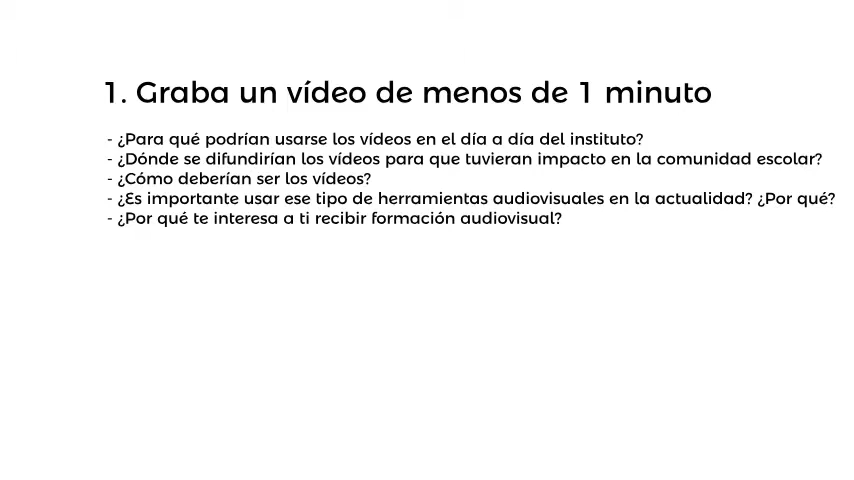 1. Graba un vídeo de menos de 1 minuto
- ¿Para qué podrían usarse los vídeos en el día a día del instituto?
- ¿Dónde se difundirían los vídeos para que tuvieran impacto en la comunidad escolar?
- ¿Cómo deberían ser los vídeos?
- ¿Es importante usar ese tipo de herramientas audiovisuales en la actualidad? ¿Por qué?
- ¿Por qué te interesa a ti recibir formación audiovisual?